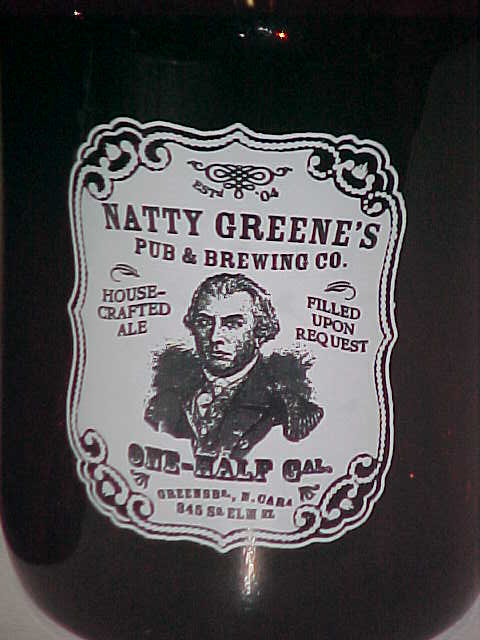 ESTD '04
NATTY GREENE'S
PUB & BREWING CO.
HOUSE-
CRAFTED
ALE
FILLED
UPON
REQUEST
ONE-HALF GAL.
GREENSBO, N. CARA
345 SO ELM ST.